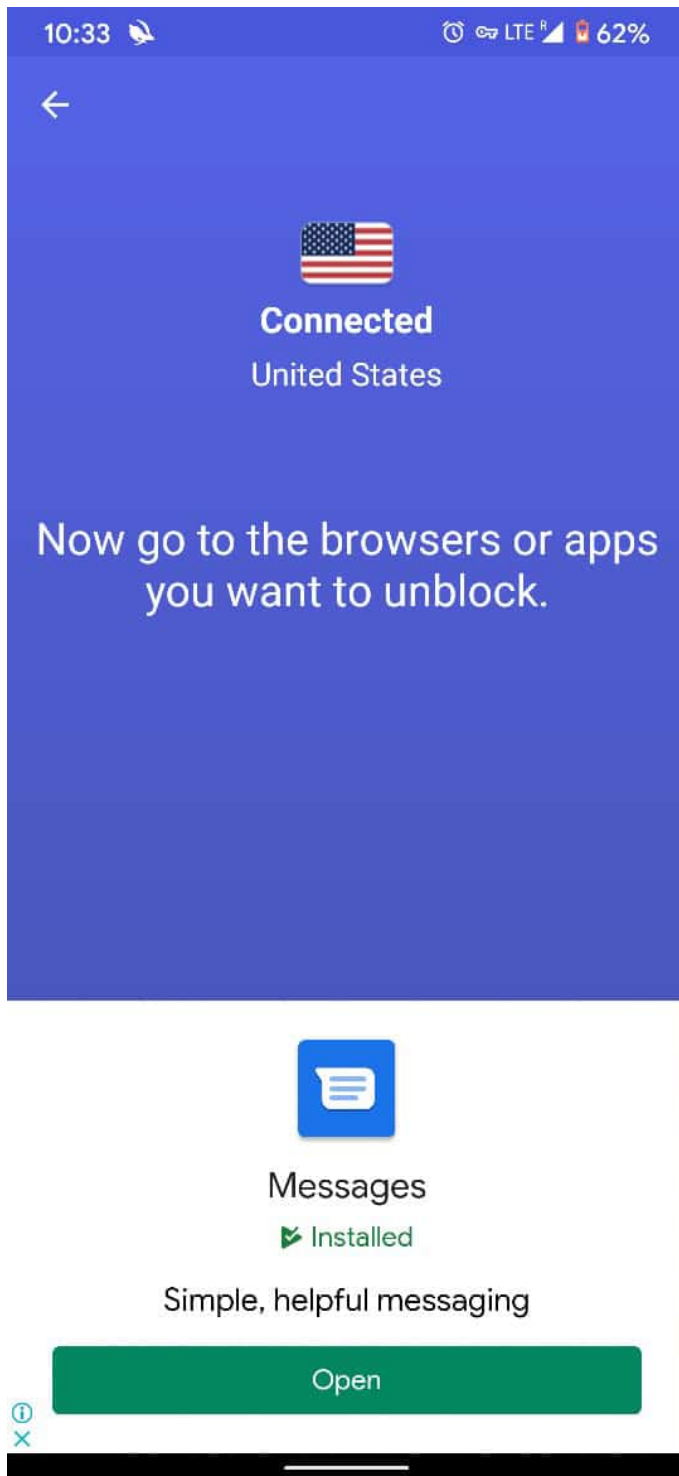 10:33 LTE R 62%
Connected
United States
Now go to the browsers or apps
you want to unblock.
Messages
Installed
Simple, helpful messaging
Open